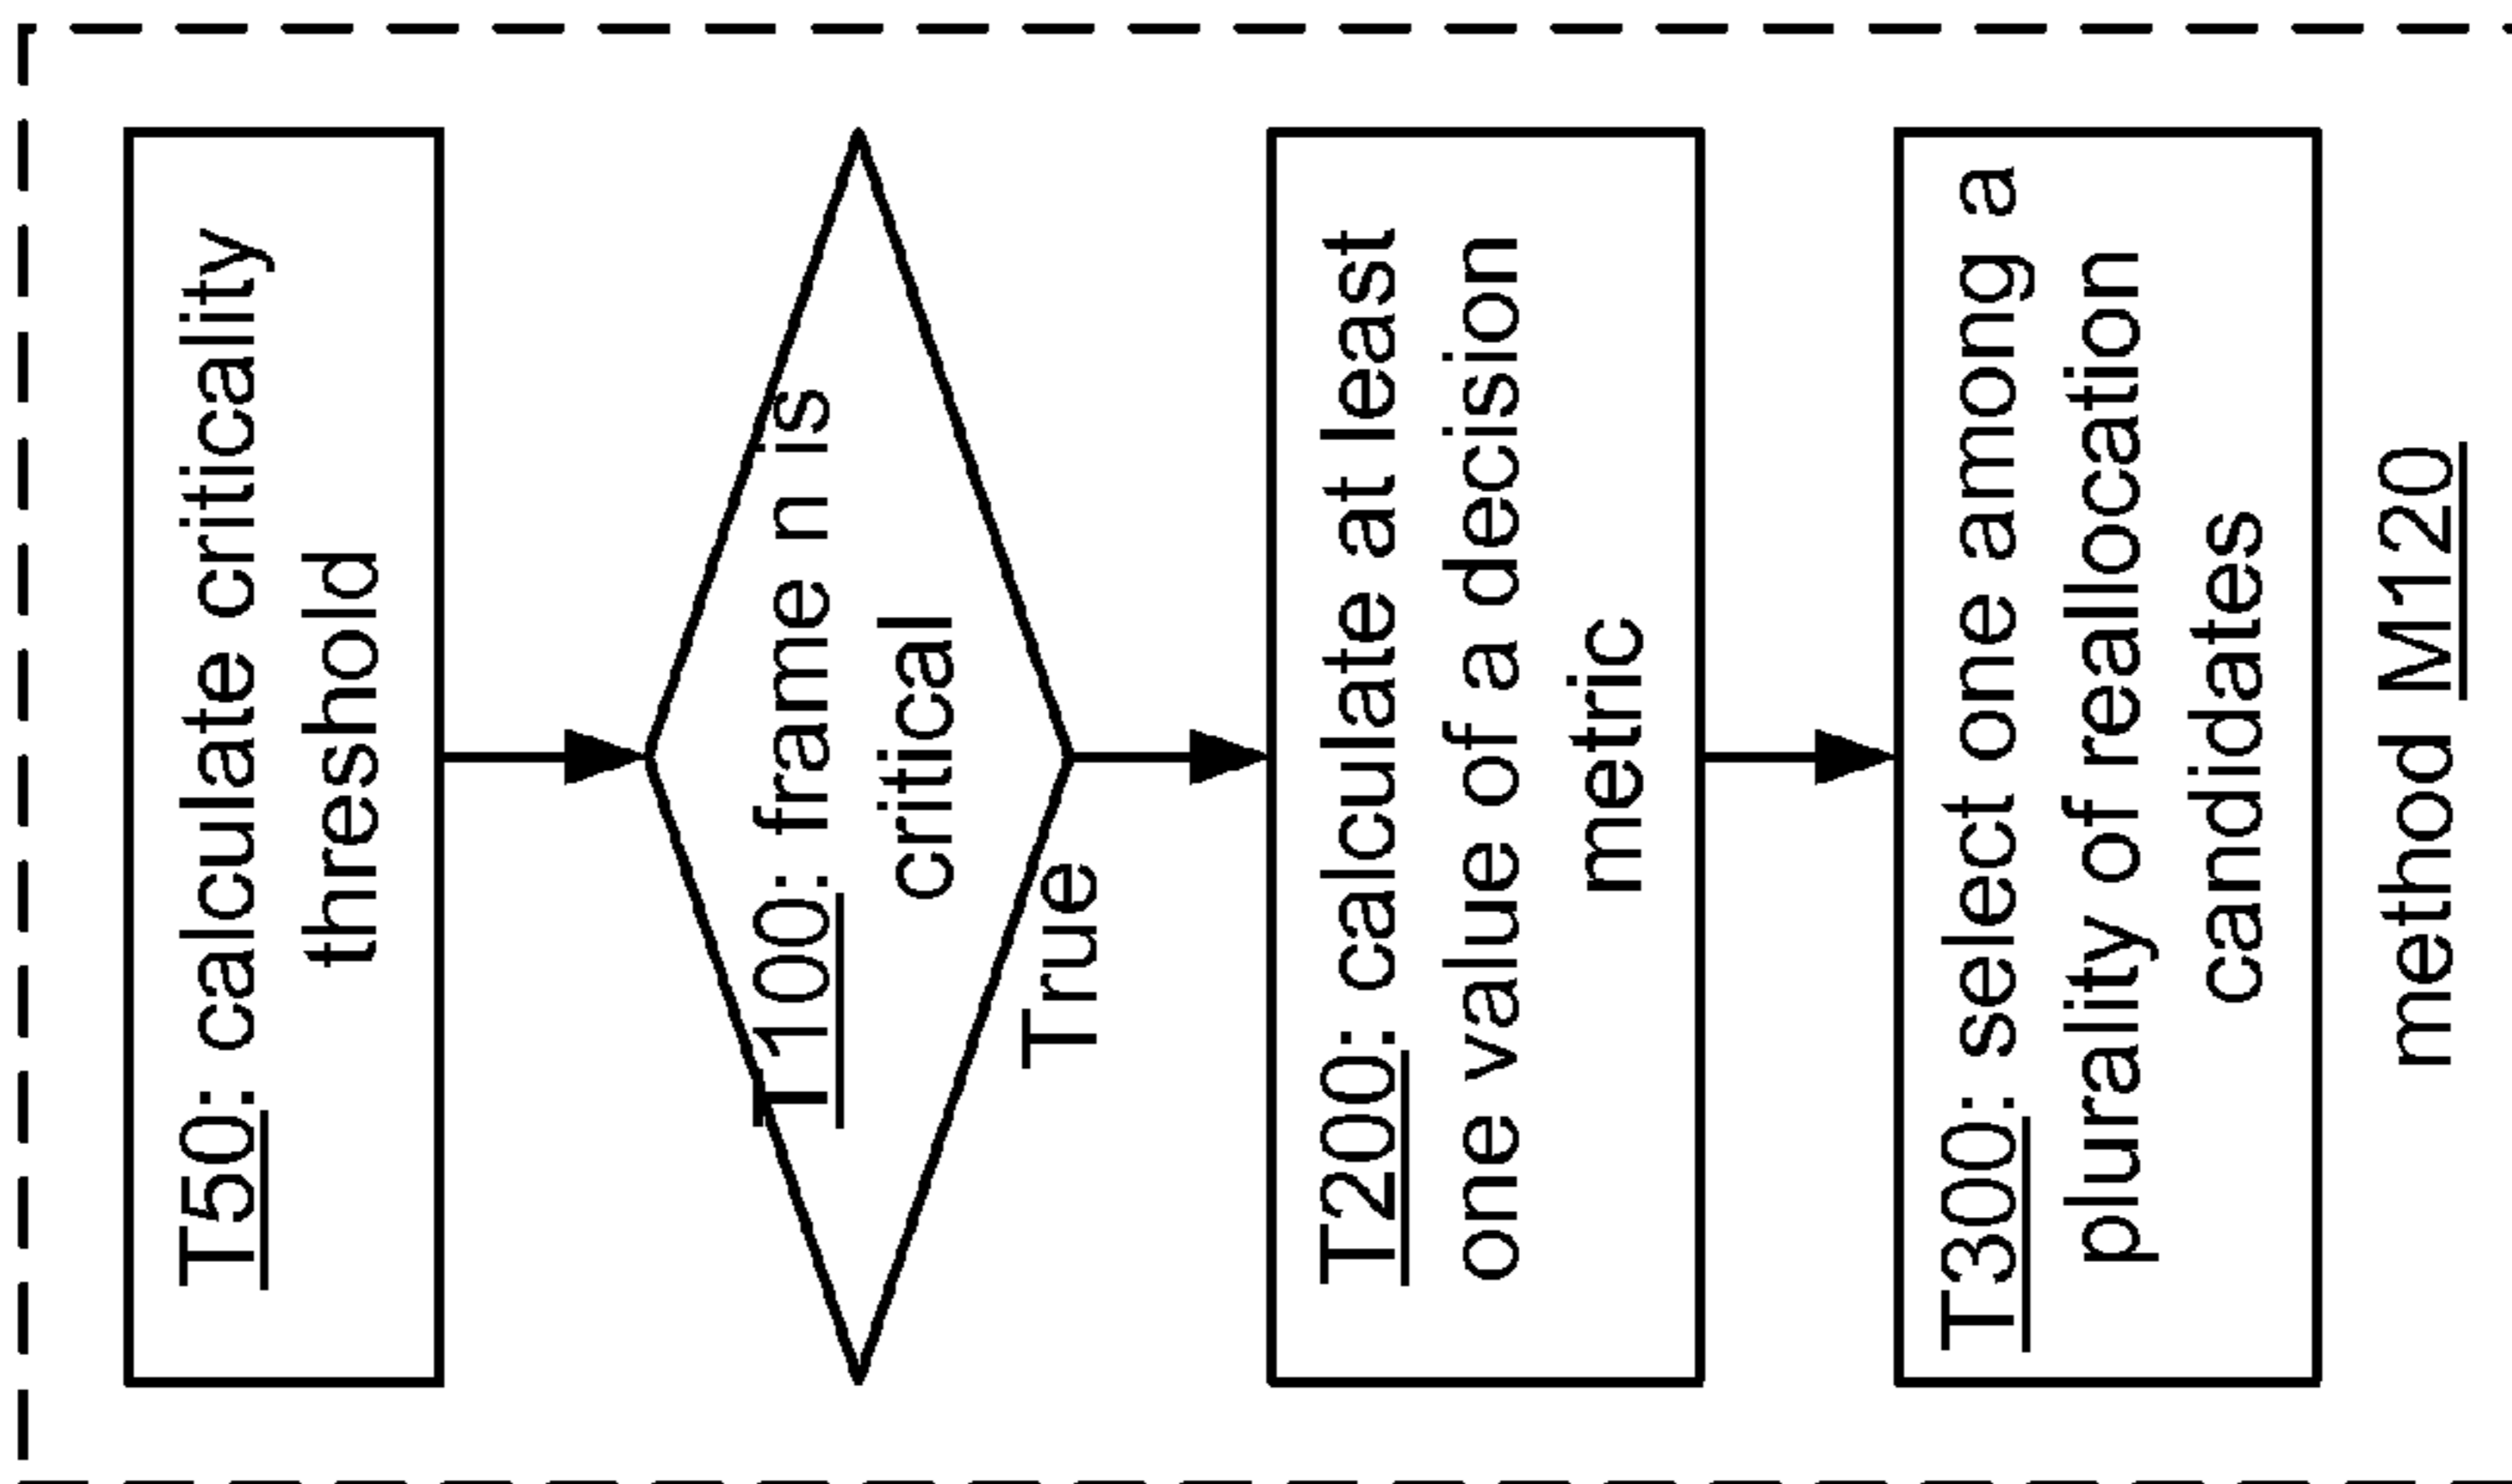 T50: calculate criticality
threshold
T100: frame n is
critical
True
T200: calculate at least
one value of a decision
metric
T300: select one among a
plurality of reallocation
candidates
method M120